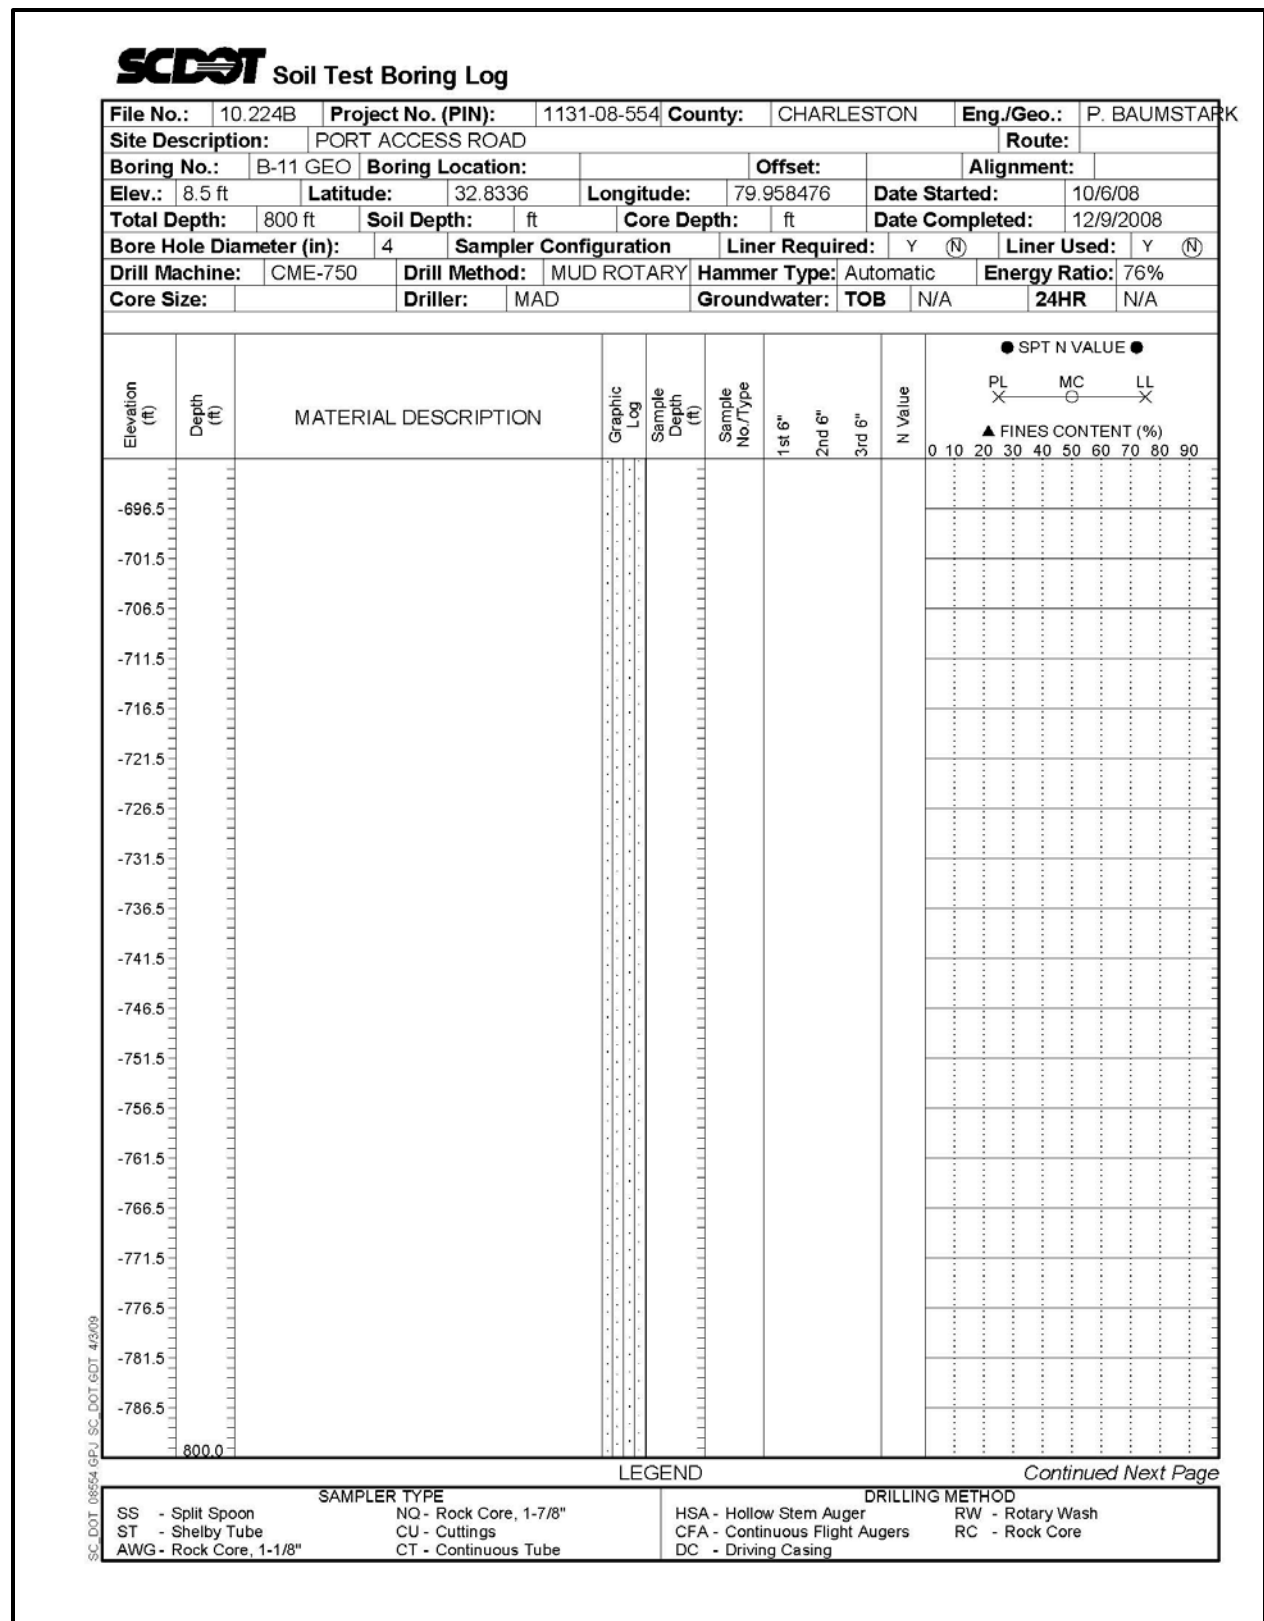 SCDOT Soil Test Boring Log
File No.: 10.224B Project No. (PIN): 1131-08-554 County: CHARLESTON Eng./Geo.: P. BAUMSTARK
Site Description: PORT ACCESS ROAD Route:
Boring No.: B-11 GEO Boring Location: Offset: Alignment:
Elev.: 8.5 ft Latitude: 32.8336 Longitude: 79.958476 Date Started: 10/6/08
Total Depth: 800 ft Soil Depth: ft Core Depth: ft Date Completed: 12/9/2008
Bore Hole Diameter (in): 4 Sampler Configuration Liner Required: Y N Liner Used: Y N
Drill Machine: CME-750 Drill Method: MUD ROTARY Hammer Type: Automatic Energy Ratio: 76%
Core Size: Driller: MAD Groundwater: TOB N/A 24HR N/A
Elevation (ft)
Depth (ft)
MATERIAL DESCRIPTION
Graphic Log
Sample Depth (ft)
Sample No./Type
1st 6"
2nd 6"
3rd 6"
N Value
● SPT N VALUE ●
PL MC LL
▲ FINES CONTENT (%)
0 10 20 30 40 50 60 70 80 90
-696.5
-701.5
-706.5
-711.5
-716.5
-721.5
-726.5
-731.5
-736.5
-741.5
-746.5
-751.5
-756.5
-761.5
-766.5
-771.5
-776.5
-781.5
-786.5
800.0
LEGEND
Continued Next Page
SAMPLER TYPE
SS - Split Spoon NQ - Rock Core, 1-7/8"
ST - Shelby Tube CU - Cuttings
AWG - Rock Core, 1-1/8" CT - Continuous Tube
DRILLING METHOD
HSA - Hollow Stem Auger RW - Rotary Wash
CFA - Continuous Flight Augers RC - Rock Core
DC - Driving Casing
SC_DOT 08554.GPJ SC_DOT.GDT 4/3/09